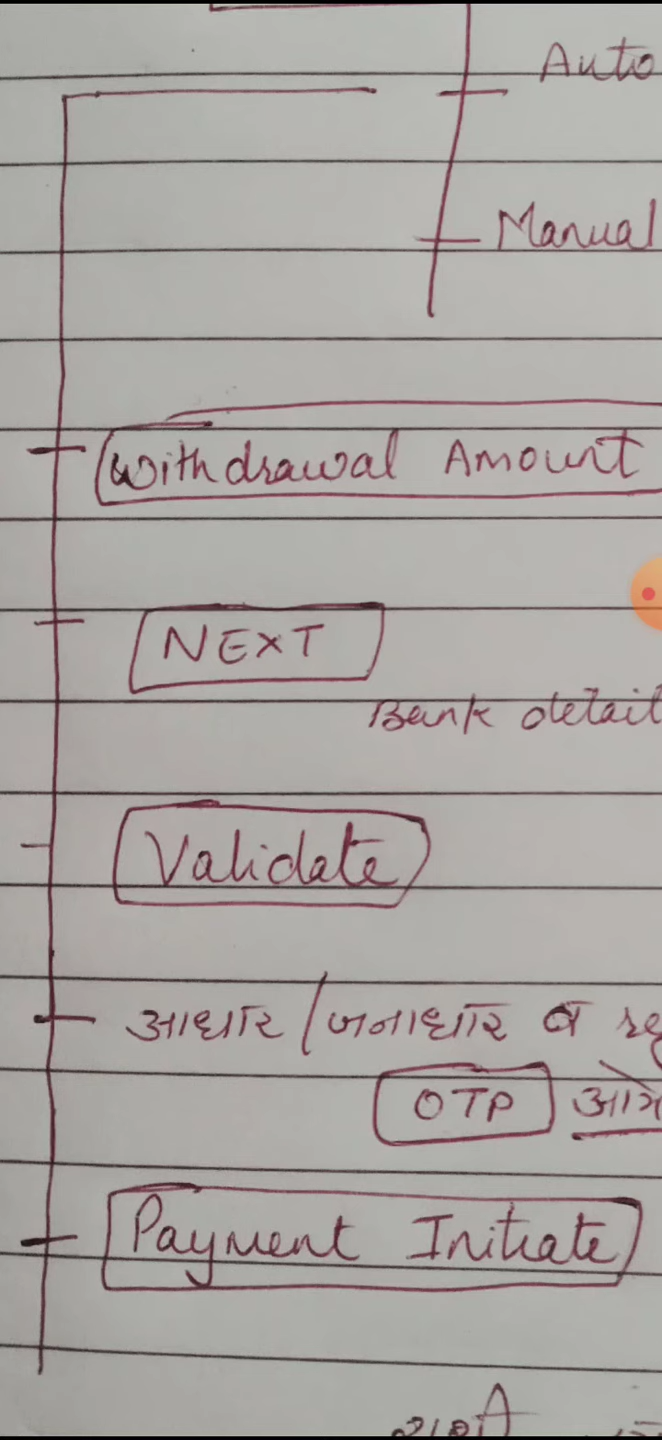 Auto
Manual
Withdrawal Amount
NEXT
Bank detail
Validate
आधार / जनाधार व
OTP
Payment Initiate